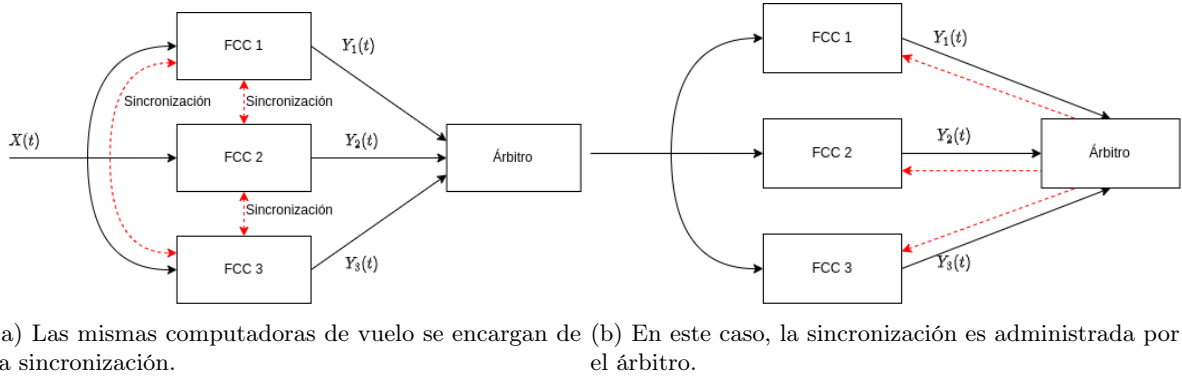 FCC 1
Y₁(t)
Sincronización
Sincronización
X(t)
FCC 2
Y₂(t)
Árbitro
Sincronización
FCC 3
Y₃(t)
a) Las mismas computadoras de vuelo se encargan de
a sincronización.
FCC 1
Y₁(t)
FCC 2
Y₂(t)
Árbitro
FCC 3
Y₃(t)
(b) En este caso, la sincronización es administrada por
el árbitro.